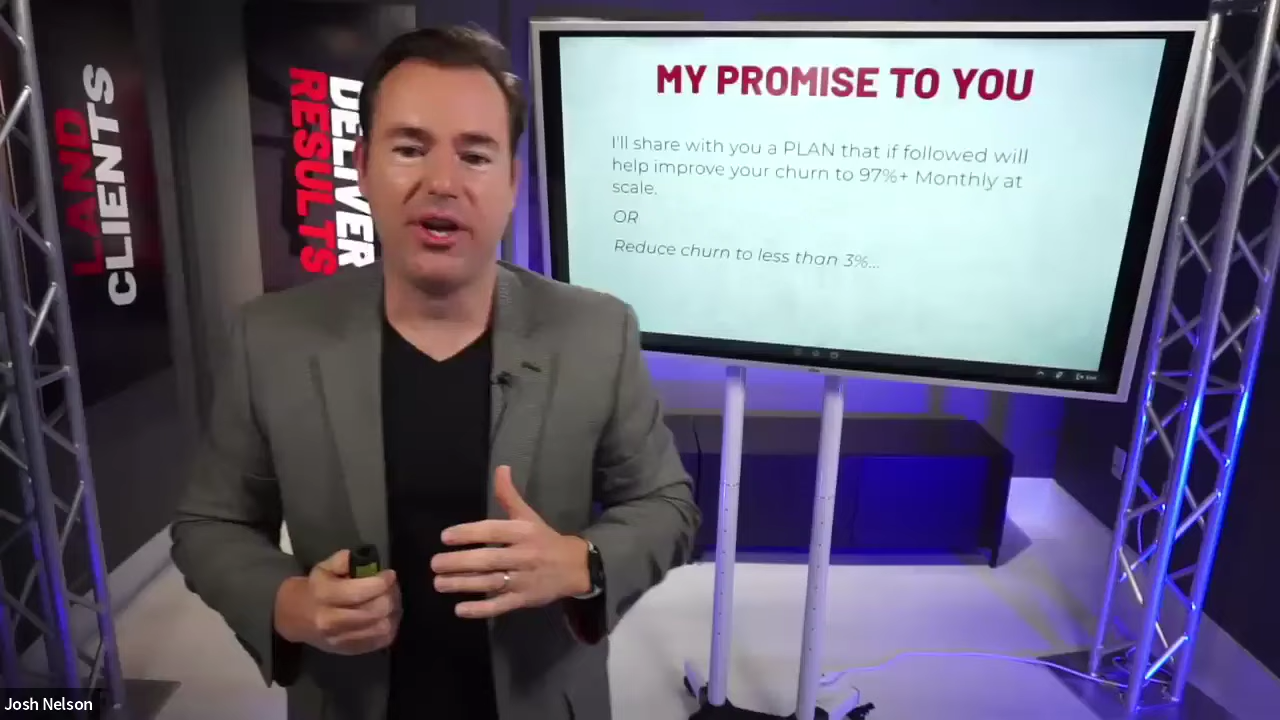 LAND
CLIENTS
DELIVER
RESULTS
MY PROMISE TO YOU
I'll share with you a PLAN that if followed will
help improve your churn to 97%+ Monthly at
scale.
OR
Reduce churn to less than 3%...
Josh Nelson